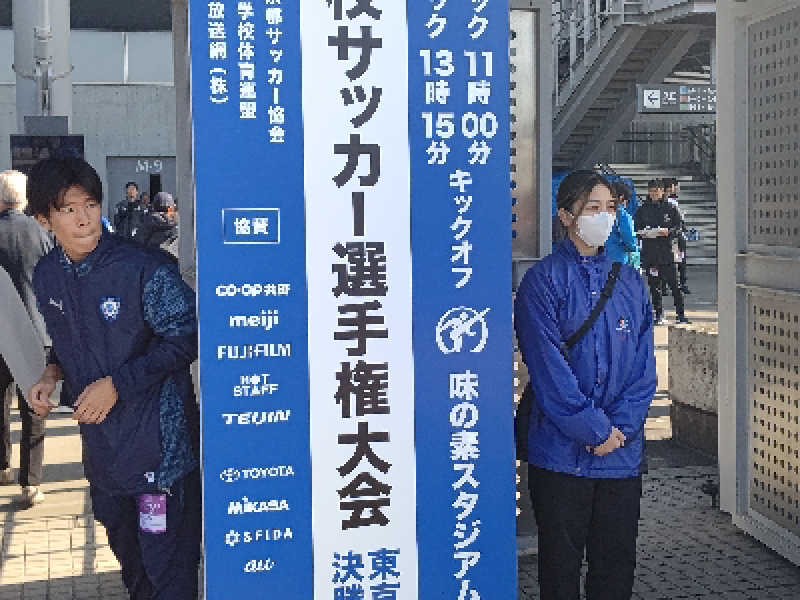 ック 11時00分
ック 13時15分
キックオフ
味の素スタジアム
校サッカー選手権大会
東京
決勝
京都サッカー協会
学校体育連盟
放送網(株)
協賛
CO・OP共済
meiji
FUJIFILM
HOT
STAFF
TEIJIN
TOYOTA
MIKASA
SFIDA
au
A1-9